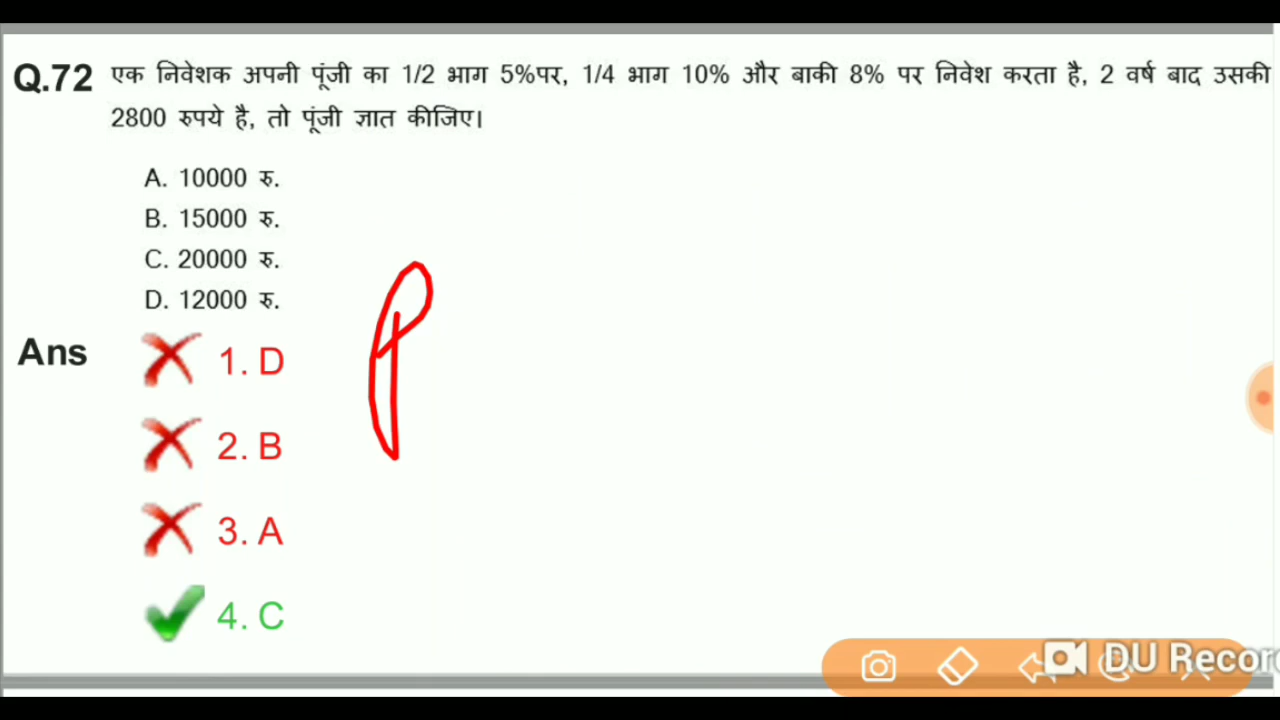 Q.72 एक निवेशक अपनी पूंजी का 1/2 भाग 5%पर, 1/4 भाग 10% और बाकी 8% पर निवेश करता है, 2 वर्ष बाद उसकी
2800 रुपये है, तो पूंजी ज्ञात कीजिए।
A. 10000 रु.
B. 15000 रु.
C. 20000 रु.
D. 12000 रु.
Ans 1. D
2. B
3. A
4. C
P
DU Recor